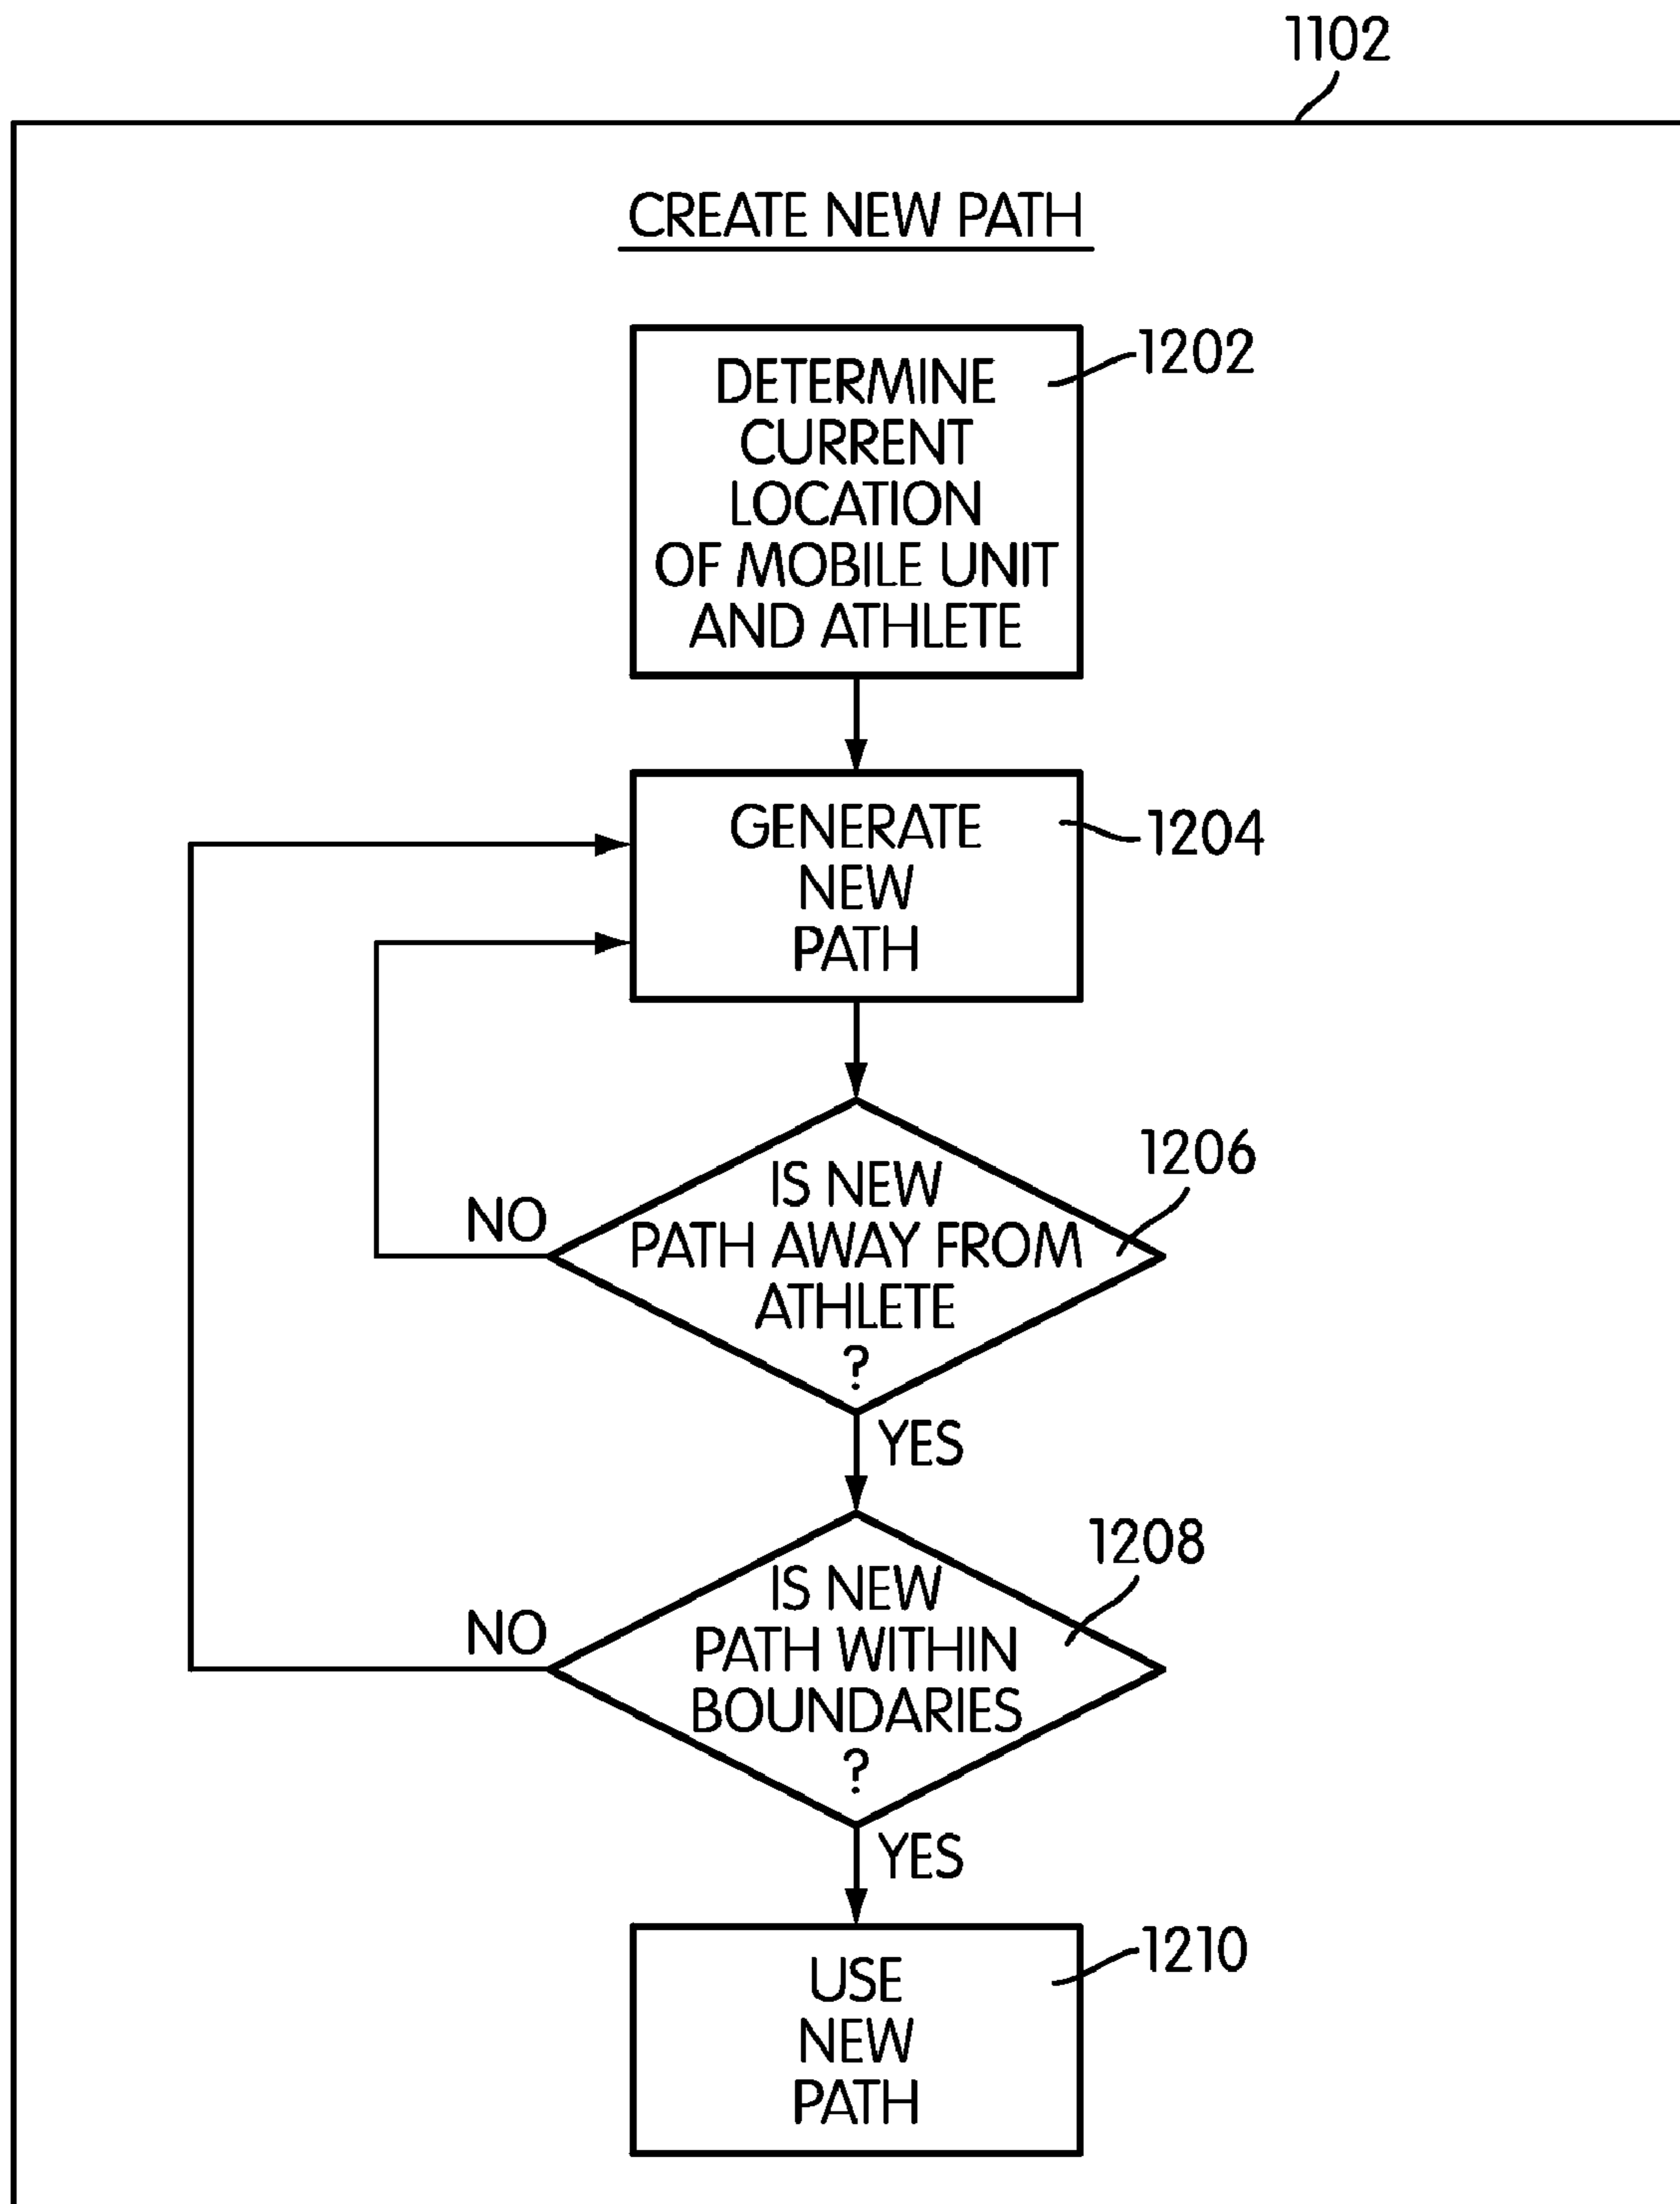 1102
CREATE NEW PATH
DETERMINE
CURRENT
LOCATION
OF MOBILE UNIT
AND ATHLETE
1202
GENERATE
NEW
PATH
1204
IS NEW
PATH AWAY FROM
ATHLETE
?
1206
NO
YES
IS NEW
PATH WITHIN
BOUNDARIES
?
1208
NO
YES
USE
NEW
PATH
1210